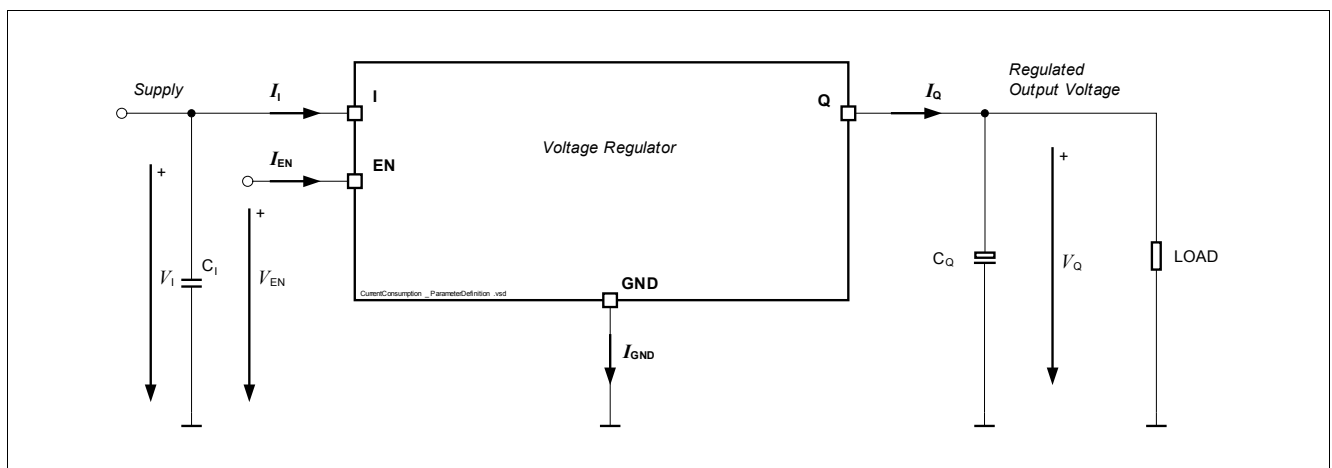 Supply
I_I
I
I_EN
EN
Voltage Regulator
Q
I_Q
Regulated
Output Voltage
+
+
+
V_I
C_I
V_EN
CurrentConsumption _ParameterDefinition .vsd
GND
I_GND
C_Q
V_Q
LOAD